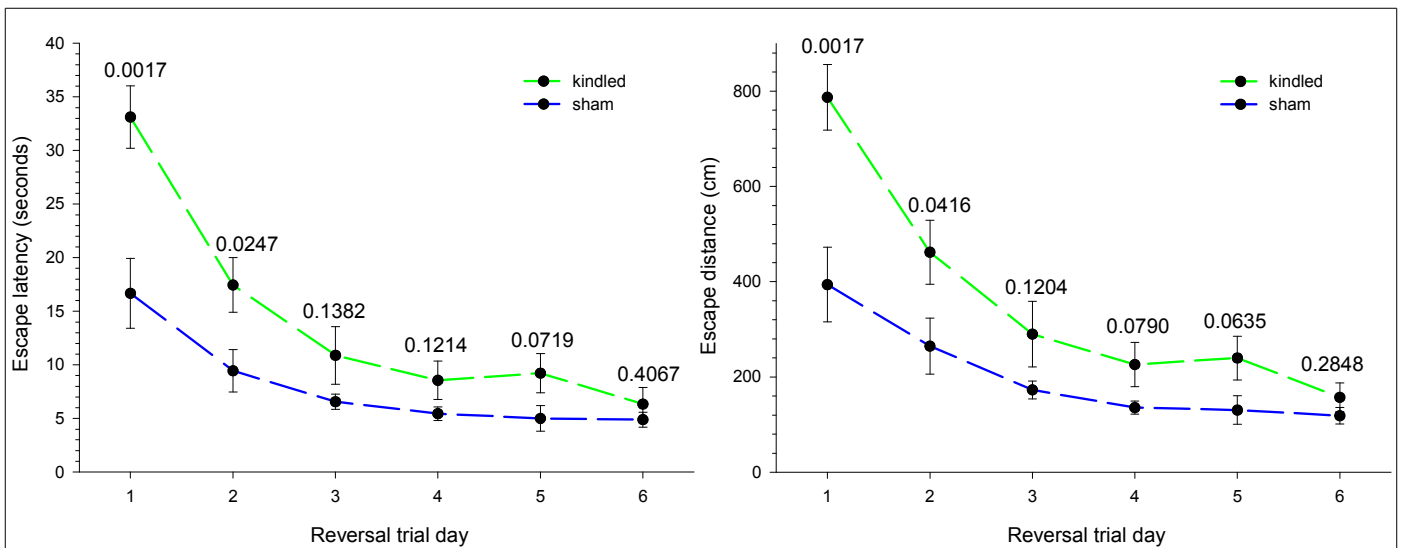 Escape latency (seconds)
40
35
30
25
20
15
10
5
0
0.0017
0.0247
0.1382
0.1214
0.0719
0.4067
kindled
sham
1 2 3 4 5 6
Reversal trial day
Escape distance (cm)
800
600
400
200
0
0.0017
0.0416
0.1204
0.0790
0.0635
0.2848
kindled
sham
1 2 3 4 5 6
Reversal trial day